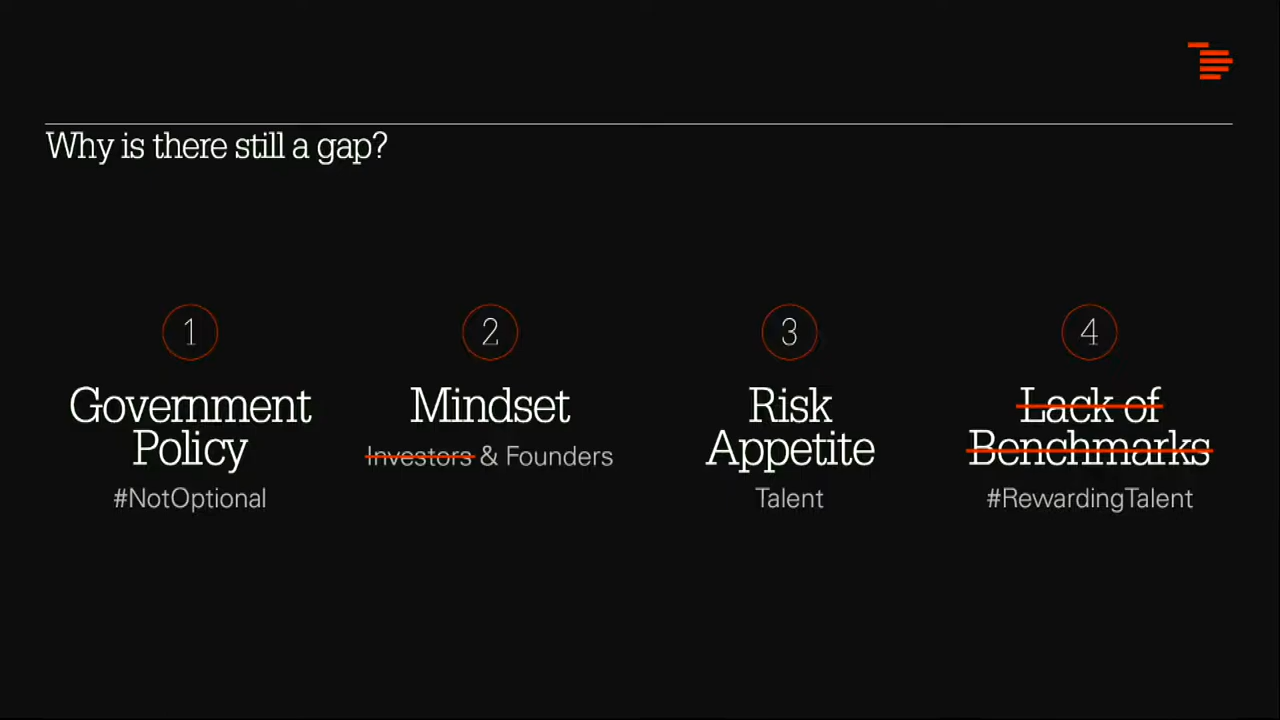 Why is there still a gap?
1
Government
Policy
#NotOptional
2
Mindset
Investors & Founders
3
Risk
Appetite
Talent
4
Lack of
Benchmarks
#RewardingTalent